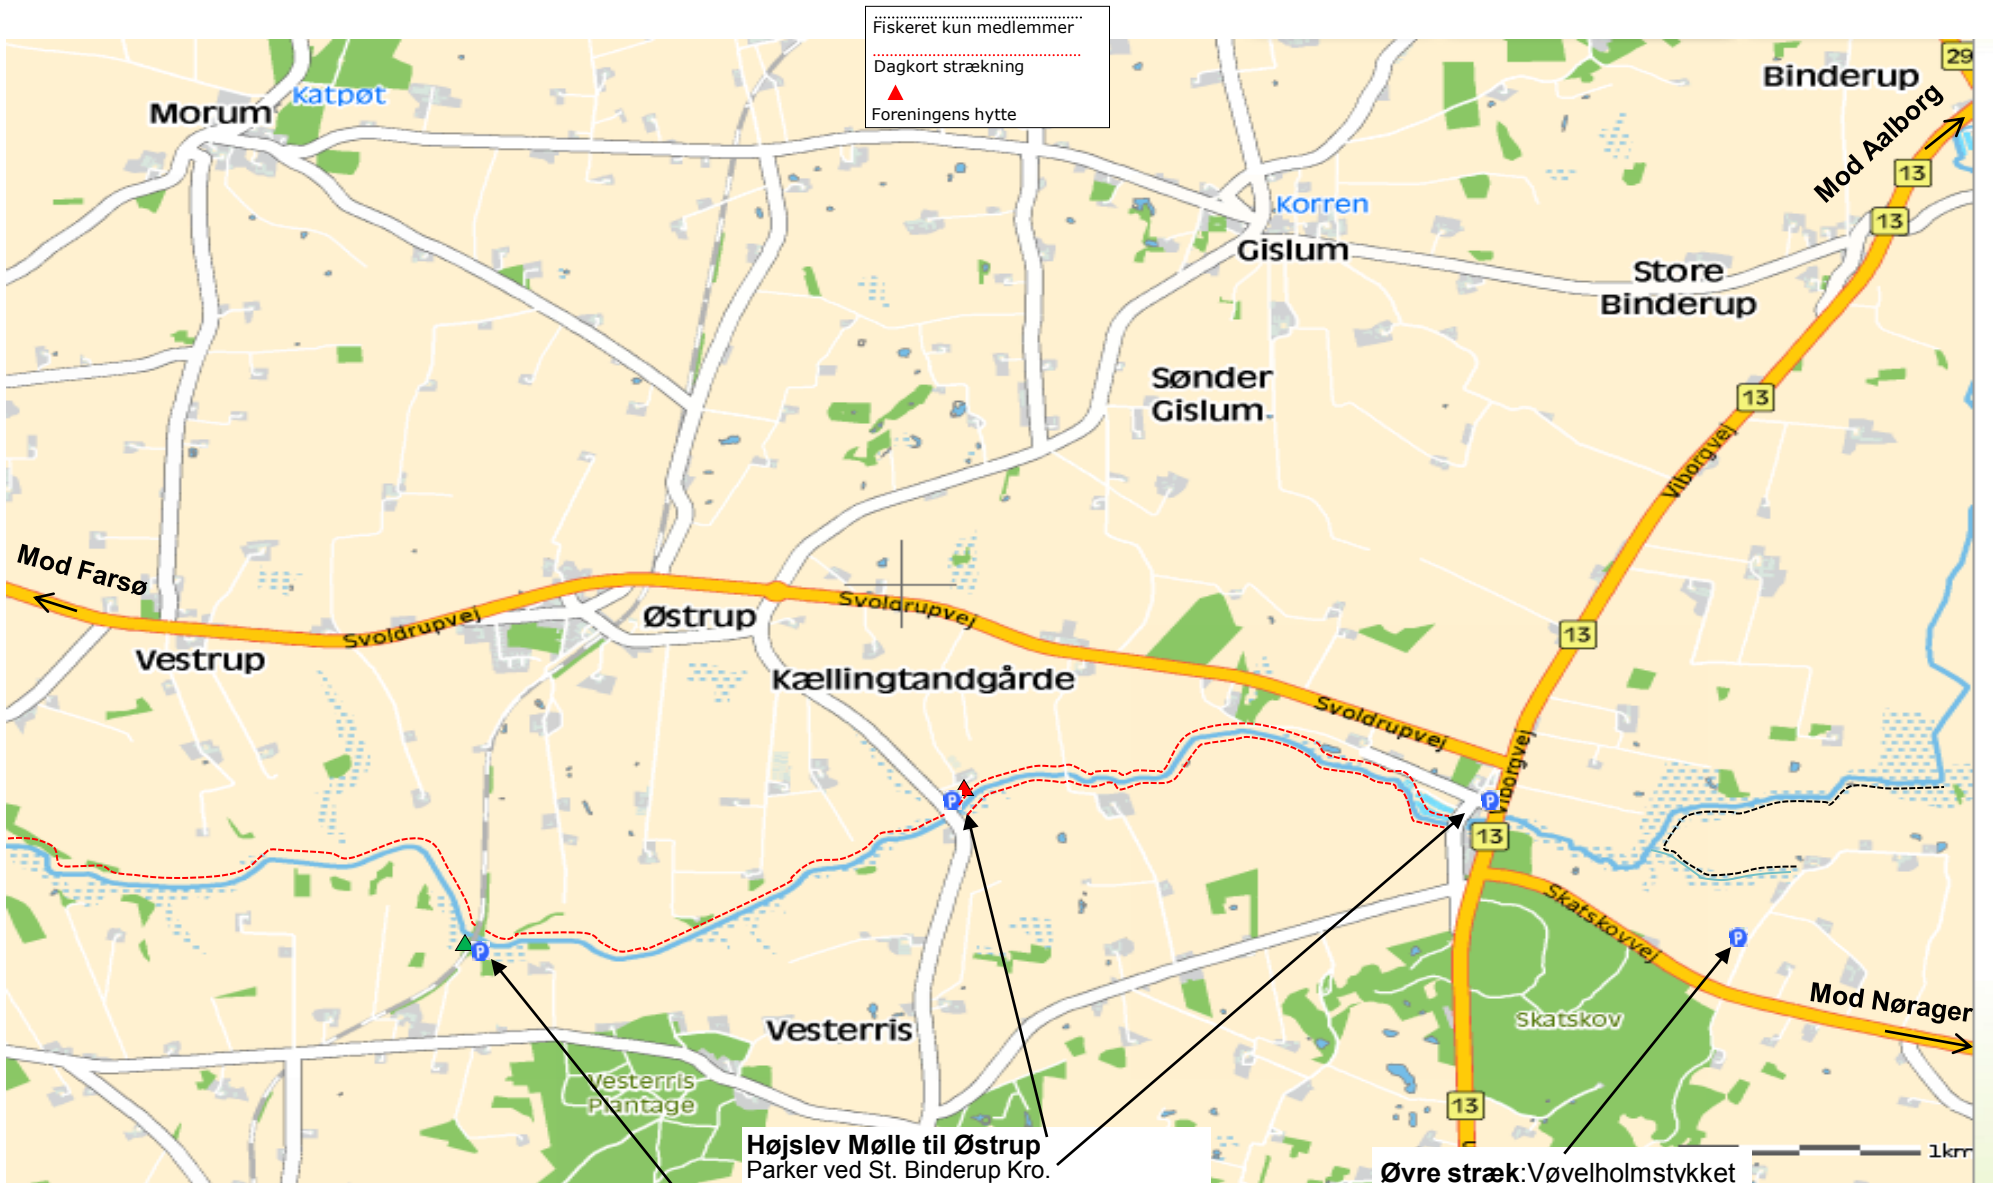 Fiskeret kun medlemmer
Dagkort strækning
Foreningens hytte
29
Binderup
Katpøt
Morum
Mod Aalborg
13
Korren
13
Gislum
Store
Binderup
Sønder
Gislum
13
Viborgvej
Mod Farsø
Svoldrupvej
Østrup
Svoldrupvej
13
Vestrup
Kællingtandgårde
Svoldrupvej
Viborgvej
P
P
13
Skatskovvej
P
P
Mod Nørager
Skatskov
Vesterris
Vesterris
Plantage
13
Højslev Mølle til Østrup
Parker ved St. Binderup Kro.
1km
Øvre stræk:Vøvelholmstykket